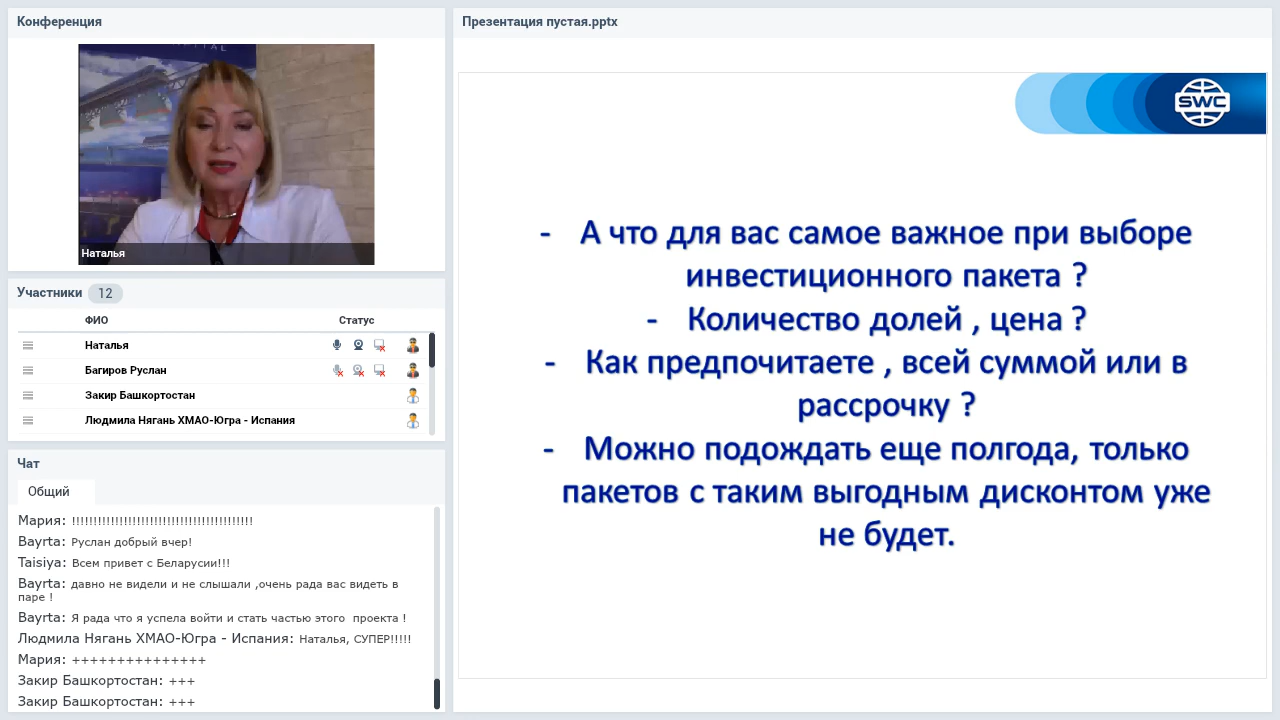 Конференция
ITAL
Наталья
Участники 12
ФИО Статус
Наталья
Багиров Руслан
Закир Башкортостан
Людмила Нягань ХМАО-Югра - Испания
Чат
Общий
Мария: !!!!!!!!!!!!!!!!!!!!!!!!!!!!!!!!!!!!!!!!!!
Bayrta: Руслан добрый вчер!
Taisiya: Всем привет с Беларусии!!!
Bayrta: давно не видели и не слышали ,очень рада вас видеть в
паре !
Bayrta: Я рада что я успела войти и стать частью этого  проекта !
Людмила Нягань ХМАО-Югра - Испания: Наталья, СУПЕР!!!!!
Мария: +++++++++++++++
Закир Башкортостан: +++
Закир Башкортостан: +++
Презентация пустая.pptx
SWC
- А что для вас самое важное при выборе
инвестиционного пакета ?
- Количество долей , цена ?
- Как предпочитаете , всей суммой или в
рассрочку ?
- Можно подождать еще полгода, только
пакетов с таким выгодным дисконтом уже
не будет.